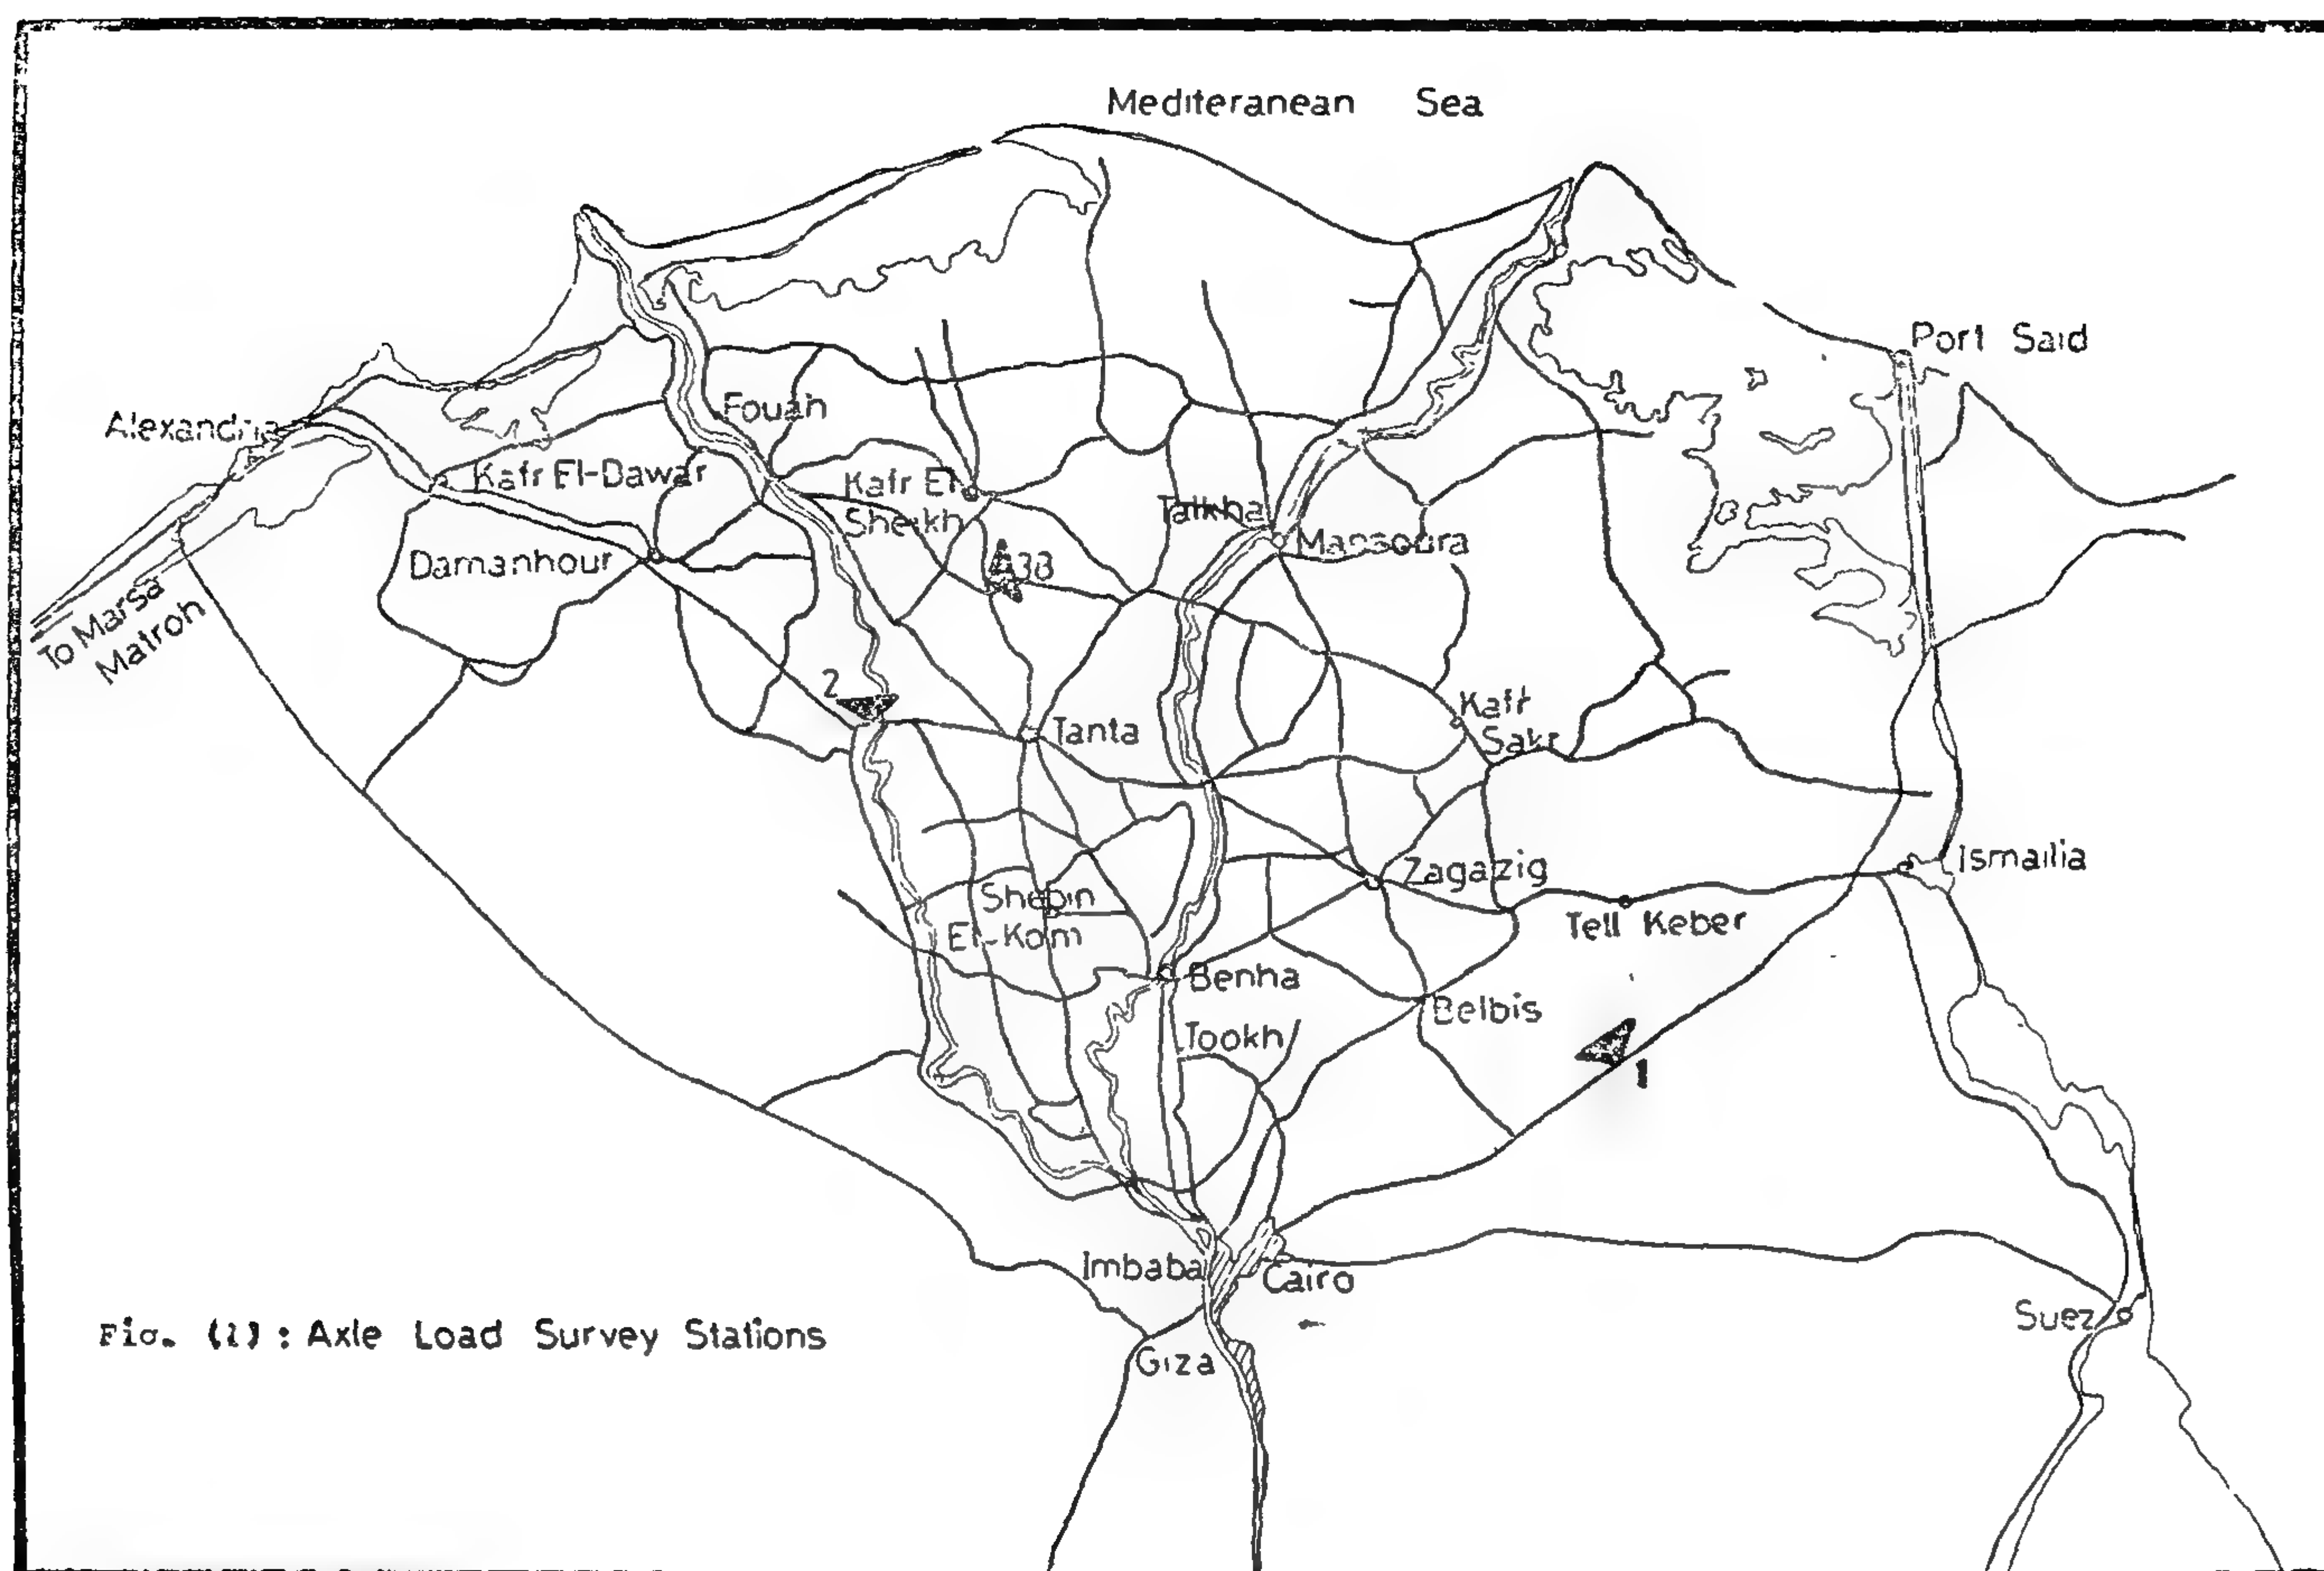 Mediteranean Sea
Port Said
Alexandria
Fouah
Kafr El-Dawar
Kafr El
Sheikh
Talkha
Mansoura
Damanhour
To Marsa
Matroh
2
Kafr
Sakr
Tanta
Ismailia
Zagazig
Shebin
El-Kom
Tell Keber
Benha
Belbis
Tookh
1
Imbaba
Cairo
Suez
Fig. (1): Axle Load Survey Stations
Giza